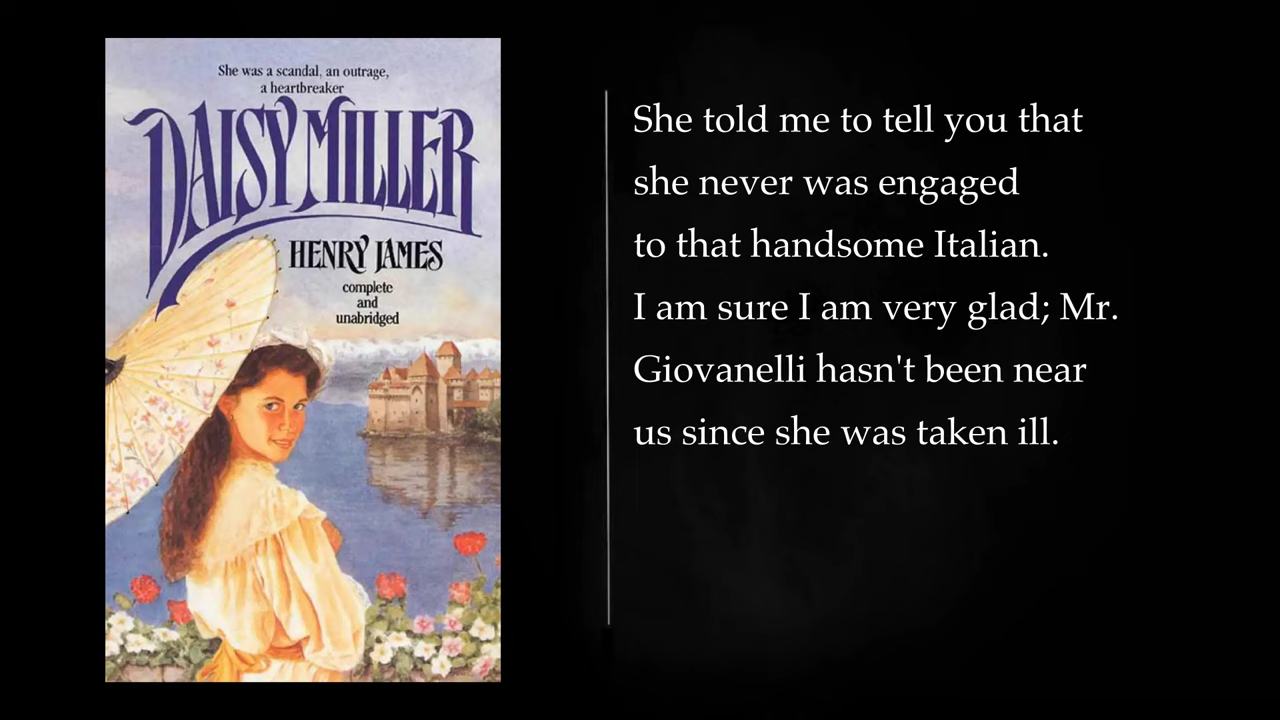 She was a scandal, an outrage,
a heartbreaker
DAISY MILLER
HENRY JAMES
complete
and
unabridged
She told me to tell you that
she never was engaged
to that handsome Italian.
I am sure I am very glad; Mr.
Giovanelli hasn't been near
us since she was taken ill.